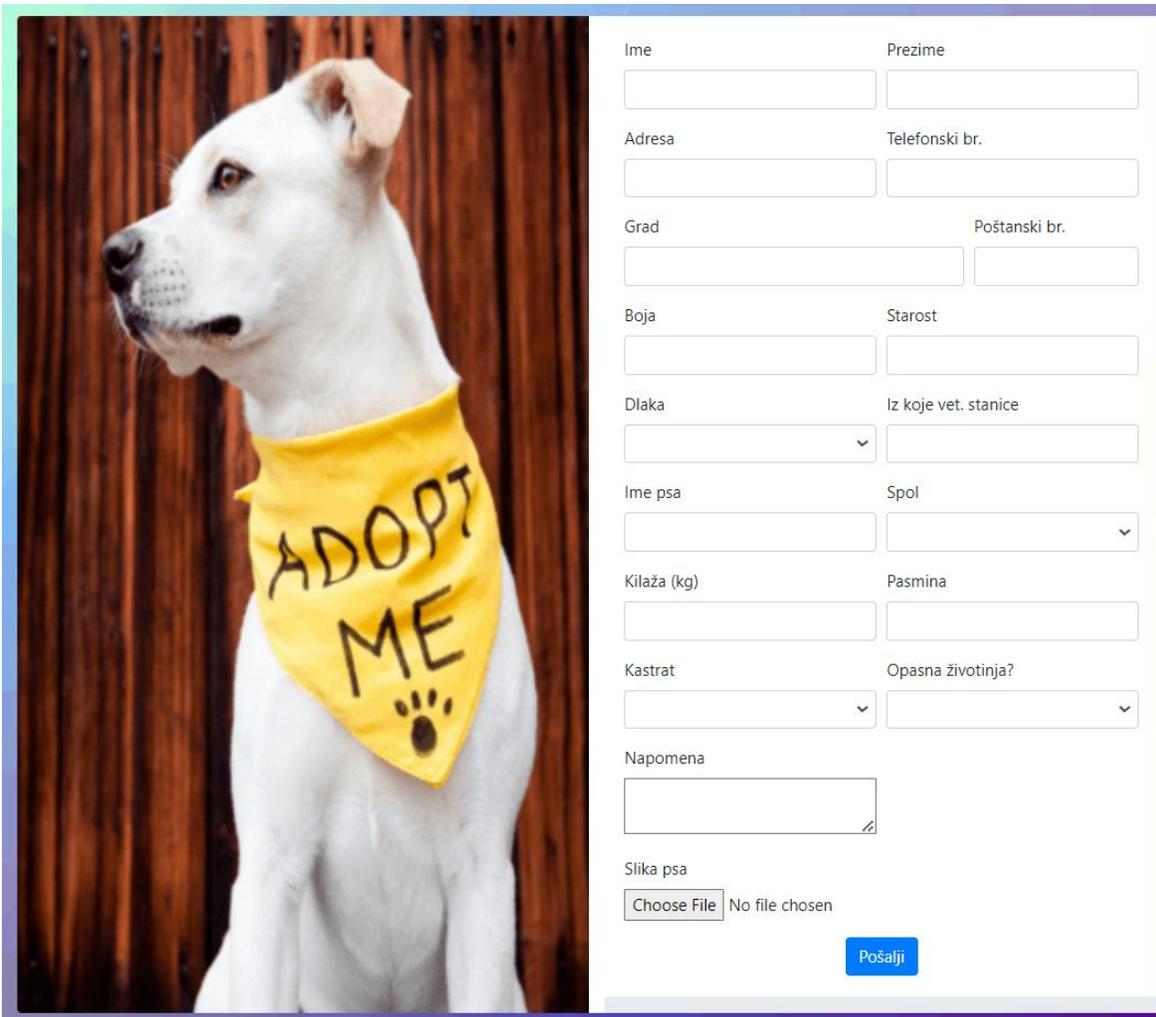 ADOPT
ME
Ime Prezime
Adresa Telefonski br.
Grad Poštanski br.
Boja Starost
Dlaka Iz koje vet. stanice
Ime psa Spol
Kilaža (kg) Pasmina
Kastrat Opasna životinja?
Napomena
Slika psa
Choose File No file chosen
Pošalji